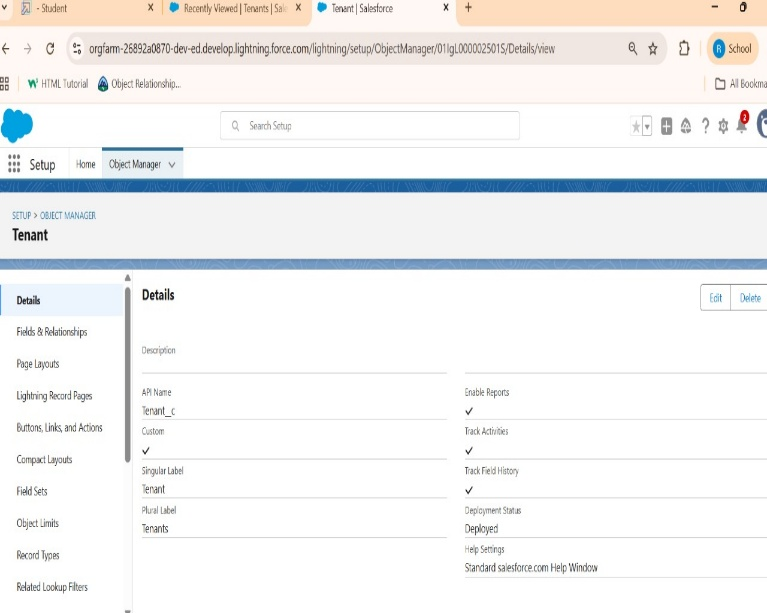 - Student
Recently Viewed | Tenants | Sale
Tenant | Salesforce
orgfarm-26892a0870-dev-ed.develop.lightning.force.com/lightning/setup/ObjectManager/01IgL000002501S/Details/view
School
HTML Tutorial
Object Relationship...
All Bookma
Search Setup
2
Setup
Home
Object Manager
SETUP > OBJECT MANAGER
Tenant
Details
Fields & Relationships
Page Layouts
Lightning Record Pages
Buttons, Links, and Actions
Compact Layouts
Field Sets
Object Limits
Record Types
Related Lookup Filters
Details
Edit
Delete
Description
API Name
Tenant__c
Custom
Singular Label
Tenant
Plural Label
Tenants
Enable Reports
Track Activities
Track Field History
Deployment Status
Deployed
Help Settings
Standard salesforce.com Help Window